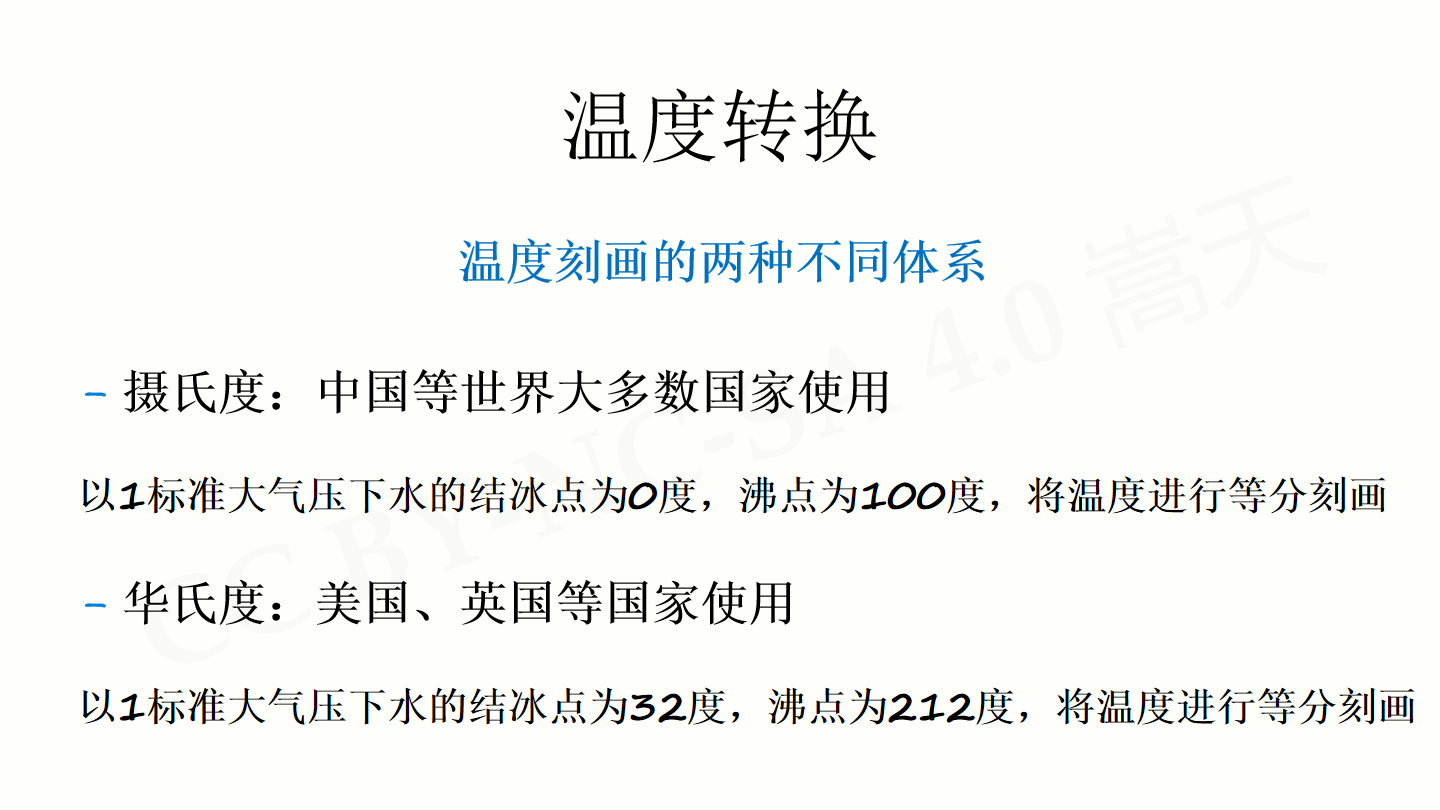 温度转换
温度刻画的两种不同体系
- 摄氏度：中国等世界大多数国家使用
以1标准大气压下水的结冰点为0度，沸点为100度，将温度进行等分刻画
- 华氏度：美国、英国等国家使用
以1标准大气压下水的结冰点为32度，沸点为212度，将温度进行等分刻画
CC BY-NC-SA 4.0 嵩天